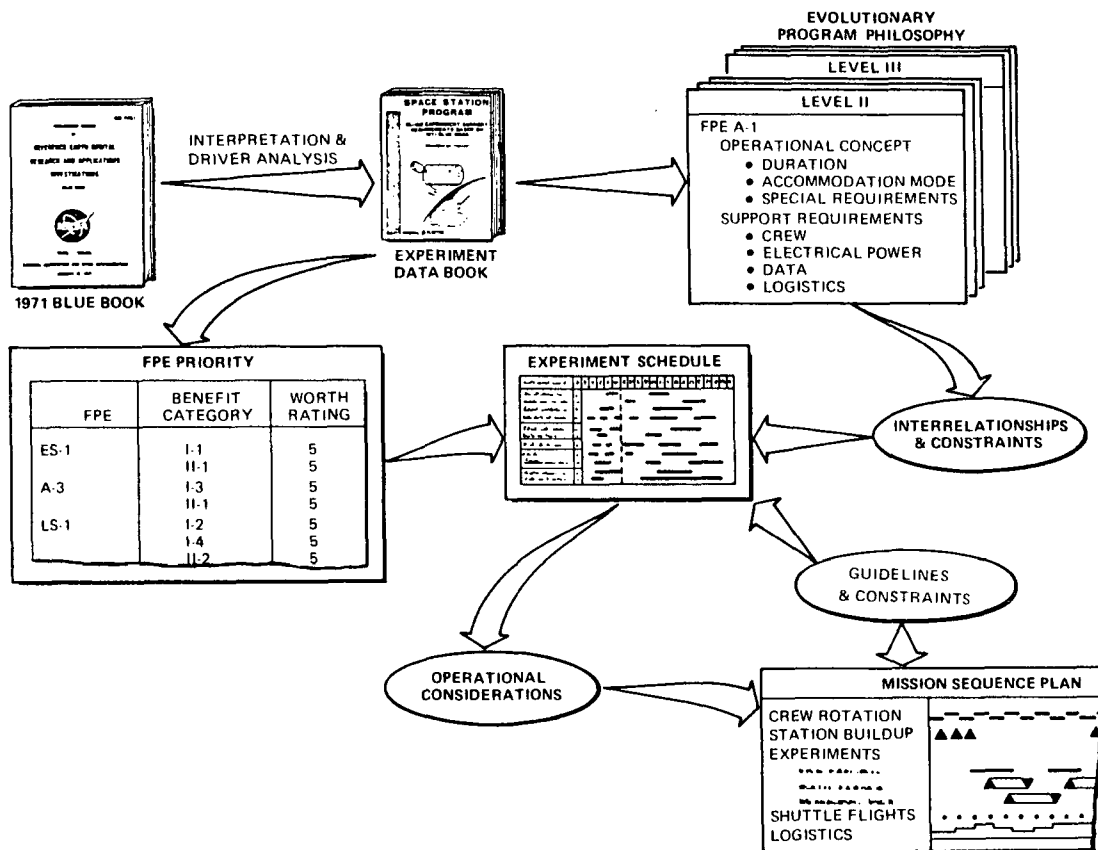 EVOLUTIONARY
PROGRAM PHILOSOPHY
LEVEL III
LEVEL II
FPE A-1
OPERATIONAL CONCEPT
• DURATION
• ACCOMMODATION MODE
• SPECIAL REQUIREMENTS
SUPPORT REQUIREMENTS
• CREW
• ELECTRICAL POWER
• DATA
• LOGISTICS
RESEARCH AND APPLICATIONS
INVESTIGATIONS
1971 BLUE BOOK
INTERPRETATION &
DRIVER ANALYSIS
SPACE STATION
PROGRAM
EXPERIMENT
DATA BOOK
FPE PRIORITY
FPE BENEFIT CATEGORY WORTH RATING
ES-1 I-1 5
II-1 5
A-3 I-3 5
II-1 5
LS-1 I-2 5
I-4 5
II-2 5
EXPERIMENT SCHEDULE
INTERRELATIONSHIPS
& CONSTRAINTS
GUIDELINES
& CONSTRAINTS
OPERATIONAL
CONSIDERATIONS
MISSION SEQUENCE PLAN
CREW ROTATION
STATION BUILDUP
EXPERIMENTS
SHUTTLE FLIGHTS
LOGISTICS